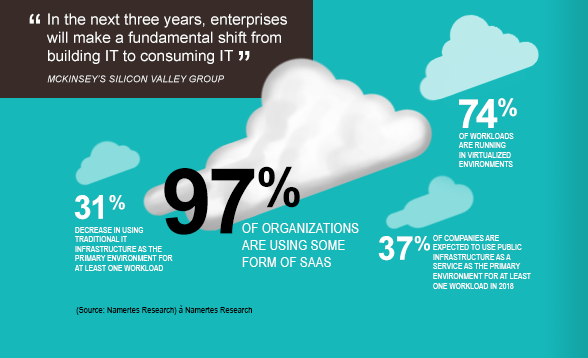 “ In the next three years, enterprises
will make a fundamental shift from
building IT to consuming IT ”
MCKINSEY'S SILICON VALLEY GROUP
74%
OF WORKLOADS
ARE RUNNING
IN VIRTUALIZED
ENVIRONMENTS
97%
OF ORGANIZATIONS
ARE USING SOME
FORM OF SAAS
31%
DECREASE IN USING
TRADITIONAL IT
INFRASTRUCTURE AS THE
PRIMARY ENVIRONMENT FOR
AT LEAST ONE WORKLOAD
37%
OF COMPANIES ARE
EXPECTED TO USE PUBLIC
INFRASTRUCTURE AS A
SERVICE AS THE PRIMARY
ENVIRONMENT FOR AT LEAST
ONE WORKLOAD IN 2018
(Source: Namertes Research) à Namertes Research